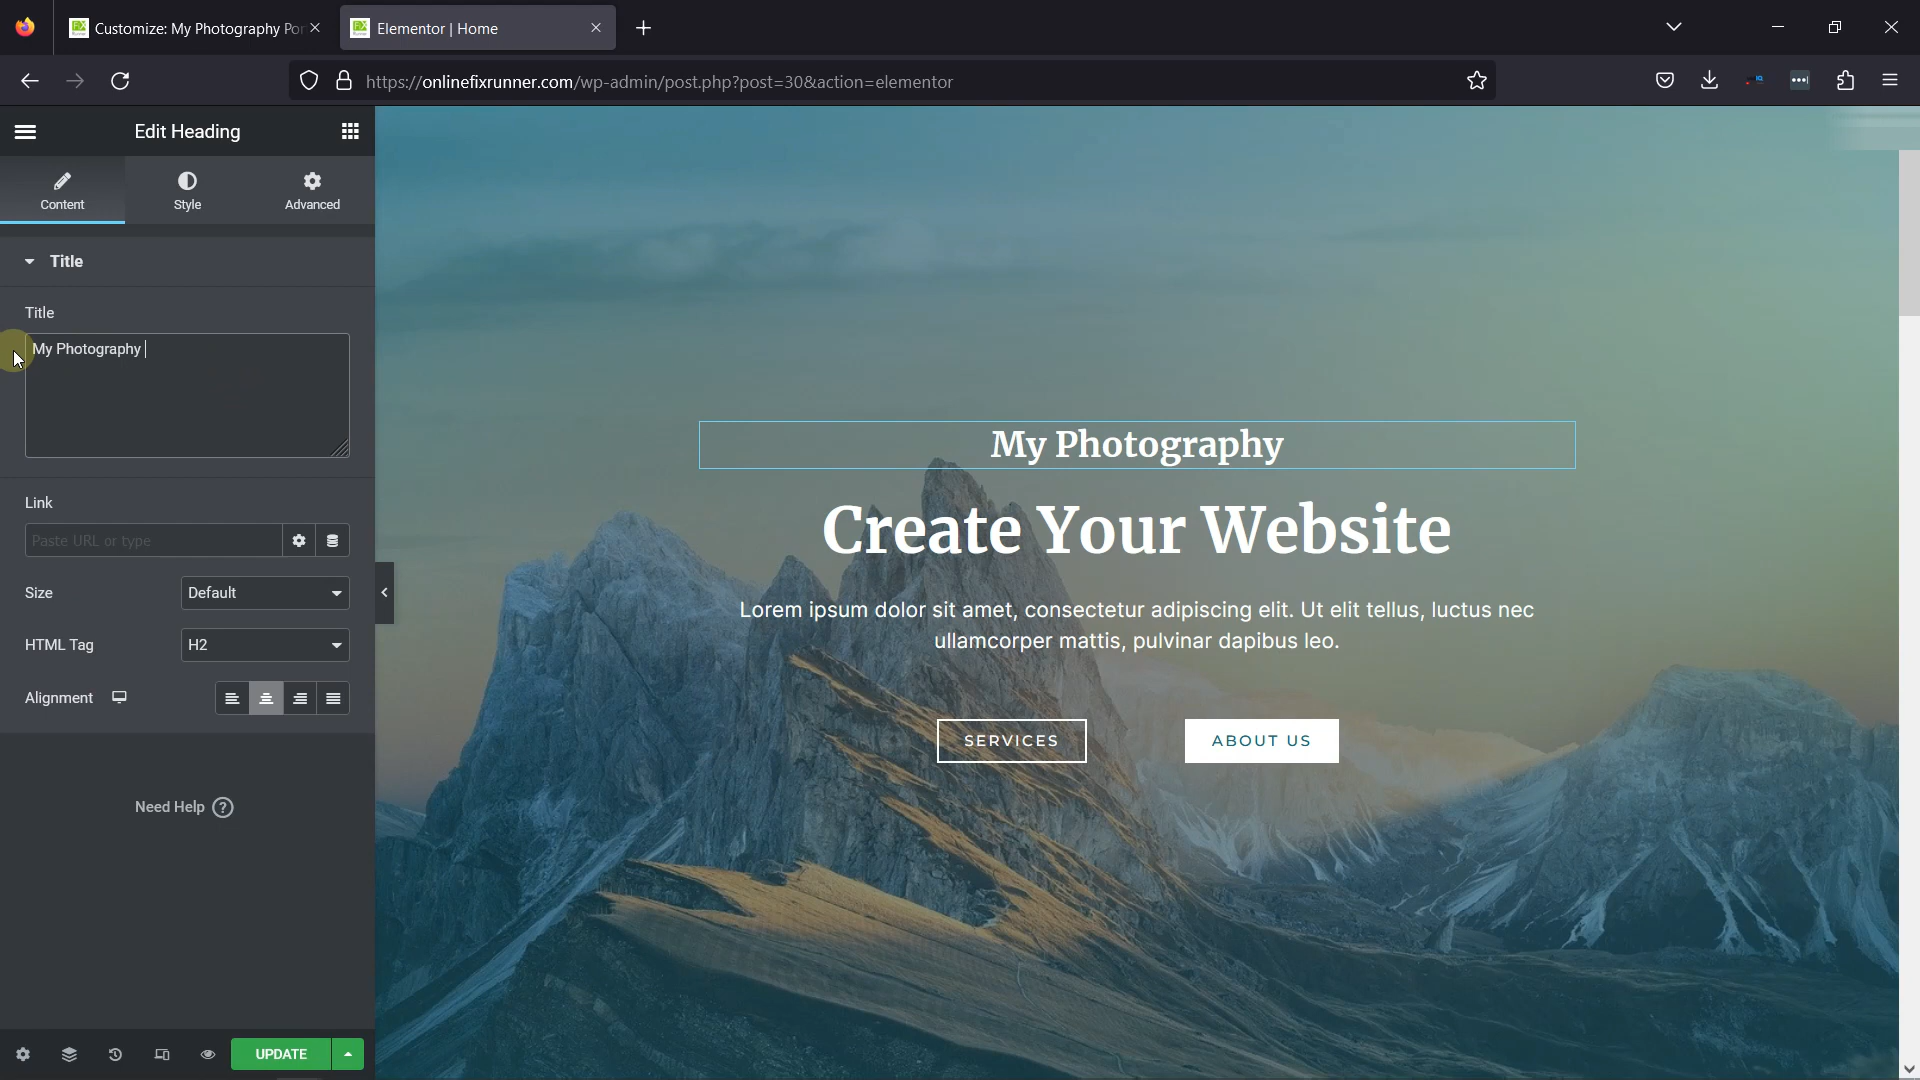 Customize: My Photography Por
Elementor | Home
https://onlinefixrunner.com/wp-admin/post.php?post=30&action=elementor
Edit Heading
Content
Style
Advanced
Title
Title
My Photography
Link
Paste URL or type
Size
Default
HTML Tag
H2
Alignment
Need Help ?
UPDATE
My Photography
Create Your Website
Lorem ipsum dolor sit amet, consectetur adipiscing elit. Ut elit tellus, luctus nec
ullamcorper mattis, pulvinar dapibus leo.
SERVICES
ABOUT US